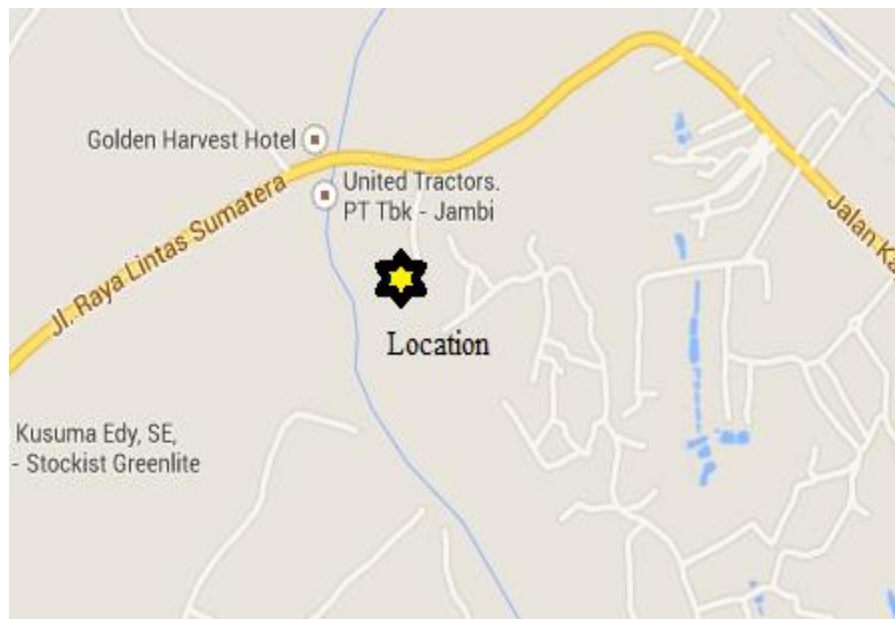 Golden Harvest Hotel
United Tractors.
PT Tbk - Jambi
Jl. Raya Lintas Sumatera
Jalan Ka
Location
Kusuma Edy, SE,
- Stockist Greenlite